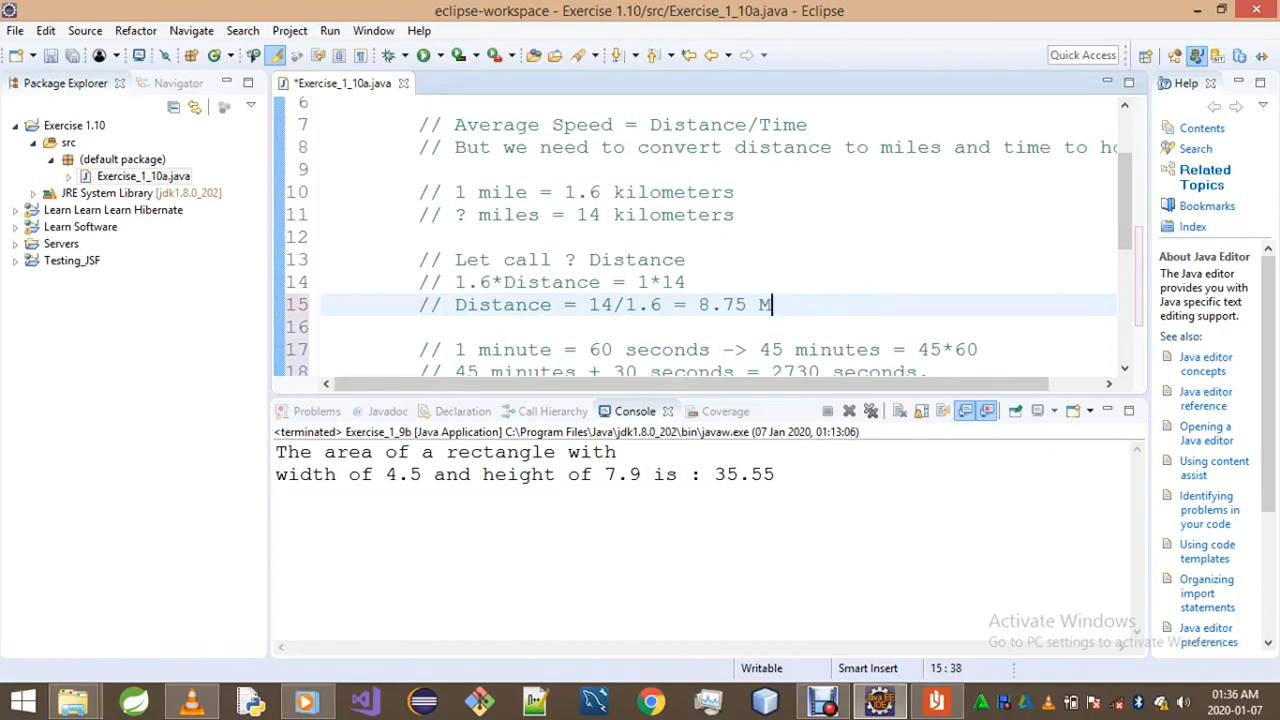 eclipse-workspace - Exercise 1.10/src/Exercise_1_10a.java - Eclipse
File Edit Source Refactor Navigate Search Project Run Window Help
Quick Access
Package Explorer Navigator
*Exercise_1_10a.java
Help
Exercise 1.10
src
(default package)
Exercise_1_10a.java
JRE System Library [jdk1.8.0_202]
Learn Learn Learn Hibernate
Learn Software
Servers
Testing_JSF
6
7 // Average Speed = Distance/Time
8 // But we need to convert distance to miles and time to ho
9
10 // 1 mile = 1.6 kilometers
11 // ? miles = 14 kilometers
12
13 // Let call ? Distance
14 // 1.6*Distance = 1*14
15 // Distance = 14/1.6 = 8.75 M
16
17 // 1 minute = 60 seconds -> 45 minutes = 45*60
18 // 45 minutes + 30 seconds = 2730 seconds.
Problems Javadoc Declaration Call Hierarchy Console Coverage
<terminated> Exercise_1_9b [Java Application] C:\Program Files\Java\jdk1.8.0_202\bin\javaw.exe (07 Jan 2020, 01:13:06)
The area of a rectangle with
width of 4.5 and height of 7.9 is : 35.55
Contents
Search
Related
Topics
Bookmarks
Index
About Java Editor
The Java editor
provides you with
Java specific text
editing support.
See also:
Java editor
concepts
Java editor
reference
Opening a
Java editor
Using content
assist
Identifying
problems in
your code
Using code
templates
Organizing
import
statements
Java editor
preferences
Activate Windows
Go to PC settings to activate Windows.
Writable Smart Insert 15 : 38
01:36 AM
2020-01-07